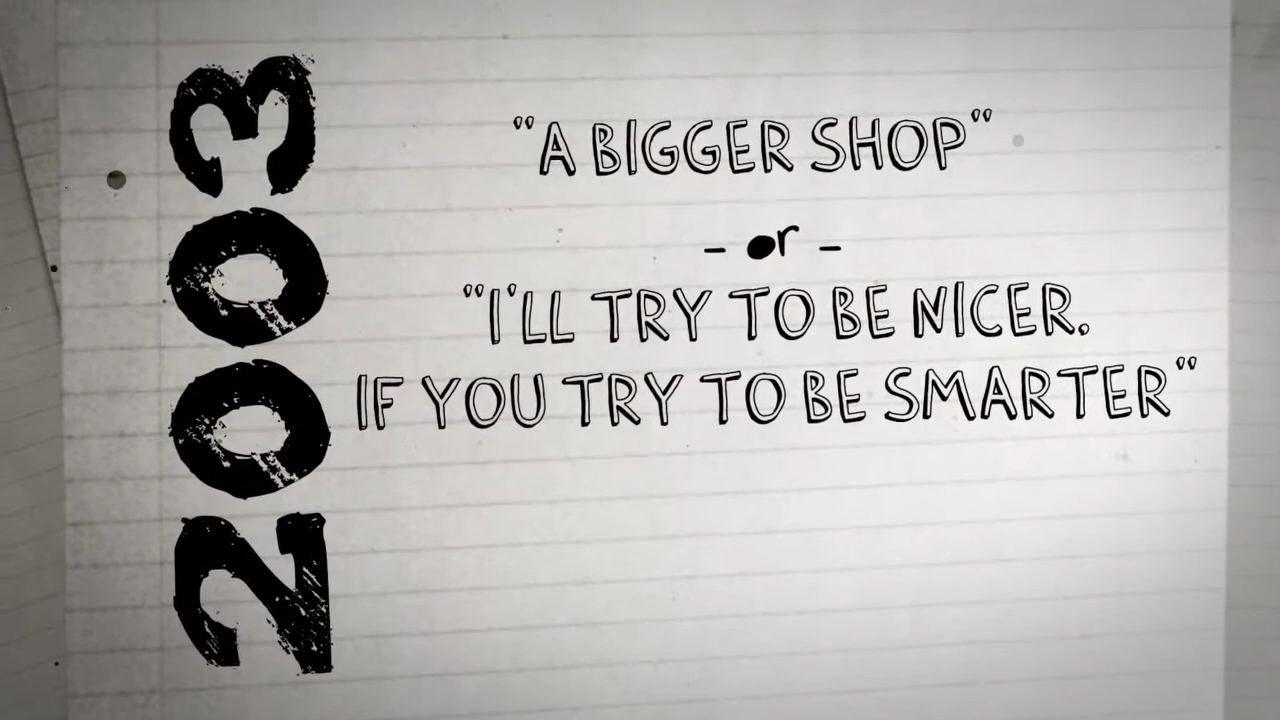 2003
"A BIGGER SHOP"
- or -
"I'LL TRY TO BE NICER.
IF YOU TRY TO BE SMARTER"